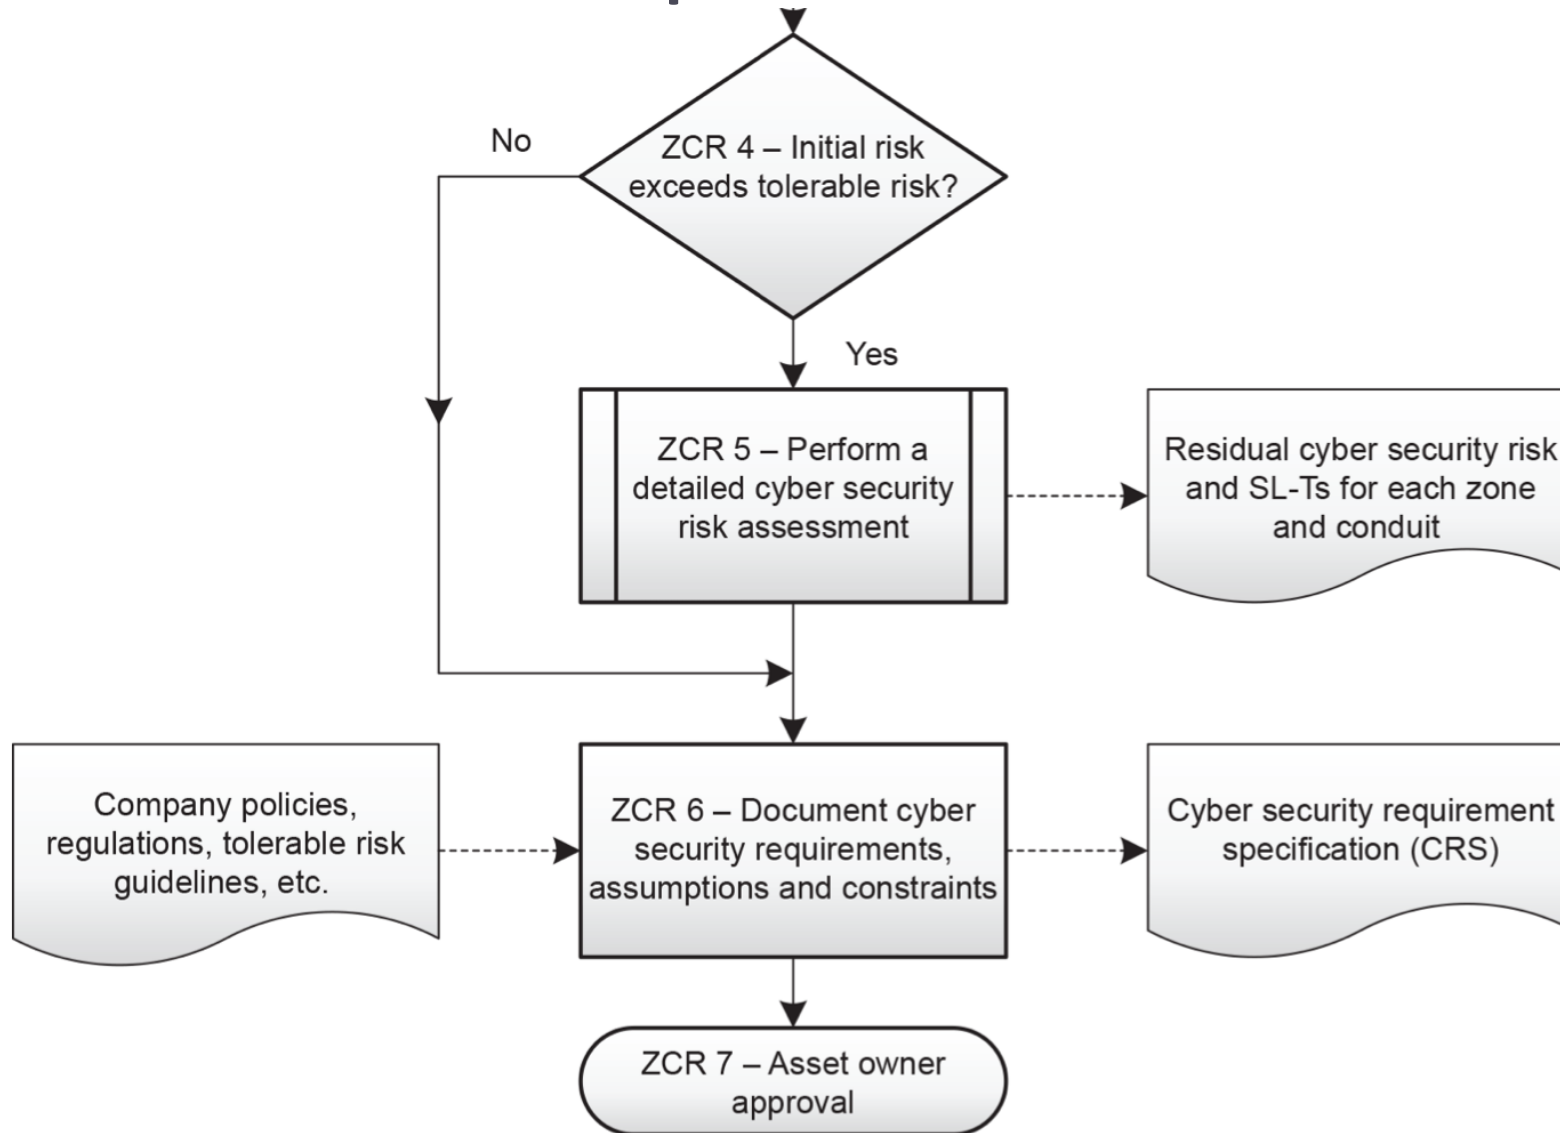 No
ZCR 4 – Initial risk
exceeds tolerable risk?
Yes
ZCR 5 – Perform a
detailed cyber security
risk assessment
Residual cyber security risk
and SL-Ts for each zone
and conduit
Company policies,
regulations, tolerable risk
guidelines, etc.
ZCR 6 – Document cyber
security requirements,
assumptions and constraints
Cyber security requirement
specification (CRS)
ZCR 7 – Asset owner
approval